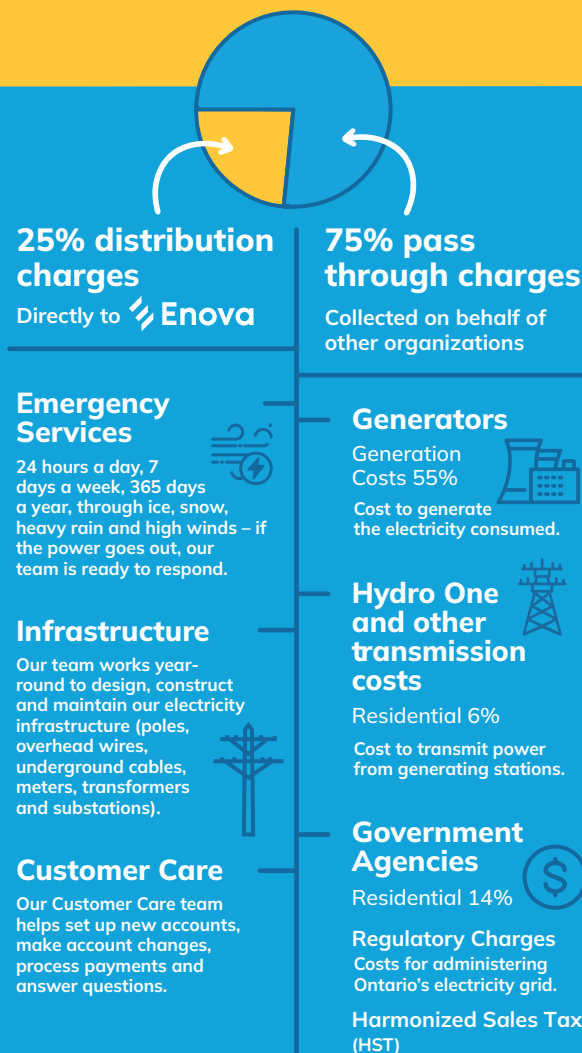 25% distribution
charges
Directly to Enova
75% pass
through charges
Collected on behalf of
other organizations
Emergency
Services
24 hours a day, 7
days a week, 365 days
a year, through ice, snow,
heavy rain and high winds – if
the power goes out, our
team is ready to respond.
Infrastructure
Our team works year-
round to design, construct
and maintain our electricity
infrastructure (poles,
overhead wires,
underground cables,
meters, transformers
and substations).
Customer Care
Our Customer Care team
helps set up new accounts,
make account changes,
process payments and
answer questions.
Generators
Generation
Costs 55%
Cost to generate
the electricity consumed.
Hydro One
and other
transmission
costs
Residential 6%
Cost to transmit power
from generating stations.
Government
Agencies
Residential 14%
$
Regulatory Charges
Costs for administering
Ontario's electricity grid.
Harmonized Sales Tax
(HST)